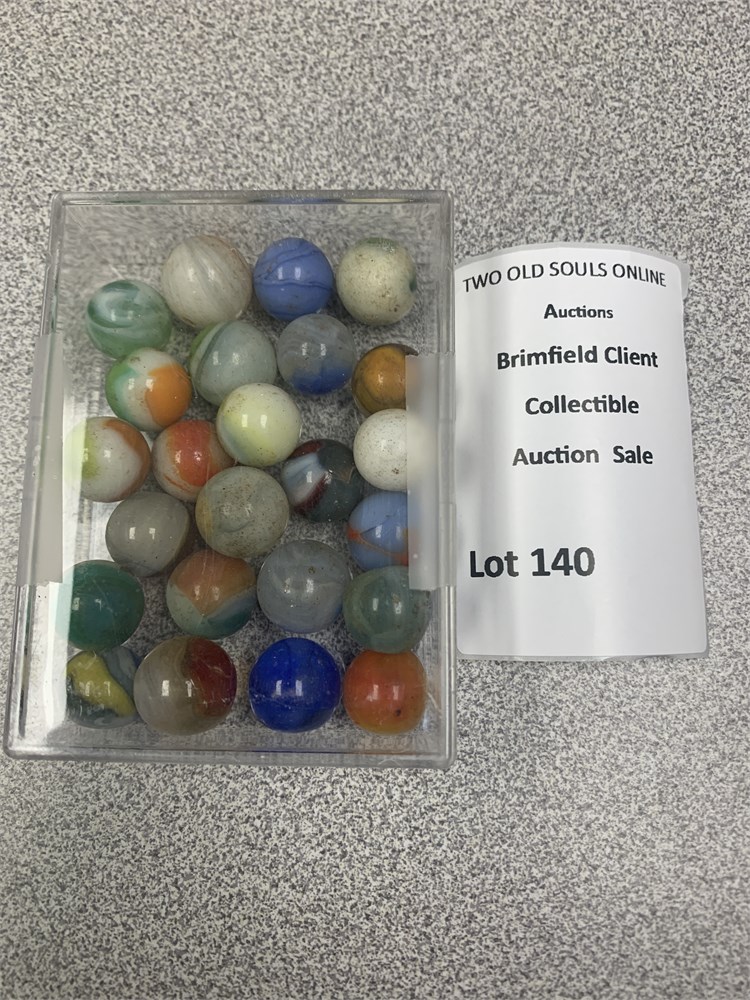 TWO OLD SOULS ONLINE
Auctions
Brimfield Client
Collectible
Auction Sale
Lot 140